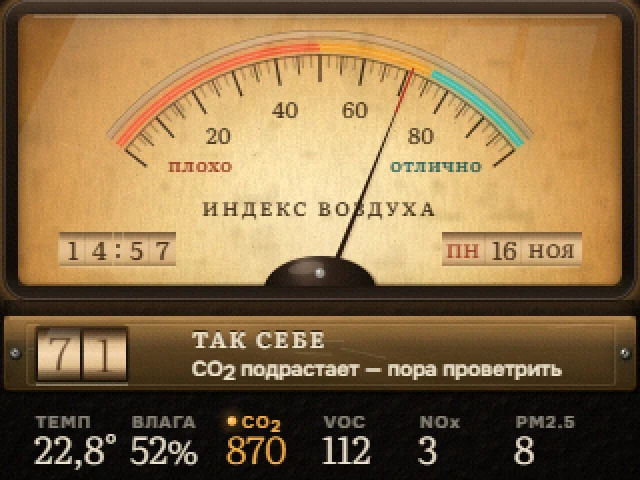 20 40 60 80
ПЛОХО ОТЛИЧНО
ИНДЕКС ВОЗДУХА
14:57 ПН 16 НОЯ
71 ТАК СЕБЕ
CO2 подрастает — пора проветрить
ТЕМП ВЛАГА CO2 VOC NOx PM2.5
22,8° 52% 870 112 3 8